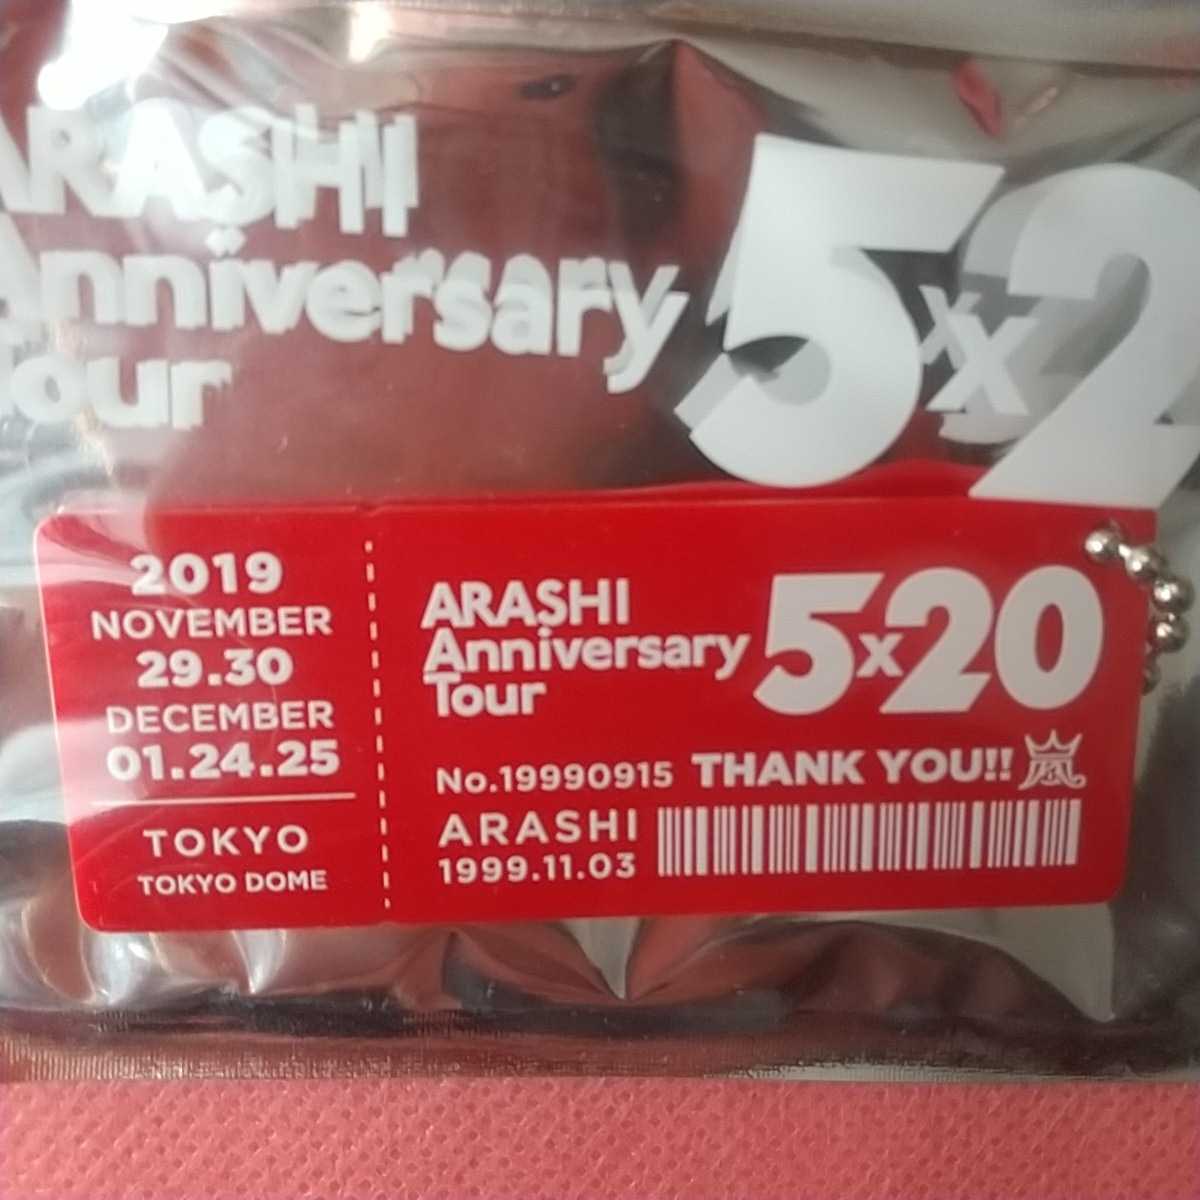 ARASHI
Anniversary
Tour
5x2
2019
NOVEMBER
29.30
DECEMBER
01.24.25
TOKYO
TOKYO DOME
ARASHI
Anniversary
Tour
5x20
No.19990915 THANK YOU!! 嵐
ARASHI
1999.11.03